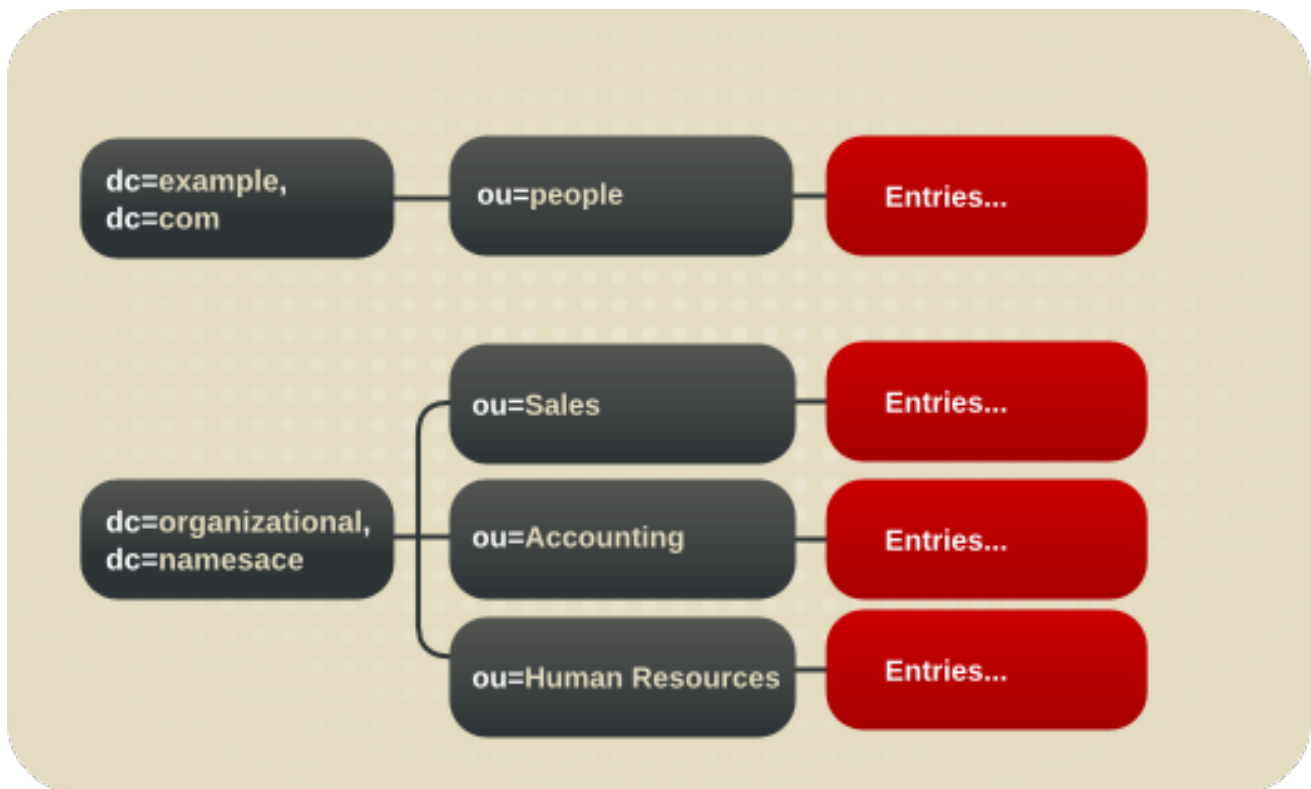 dc=example,
dc=com
ou=people
Entries...
ou=Sales
Entries...
dc=organizational,
dc=namesace
ou=Accounting
Entries...
ou=Human Resources
Entries...